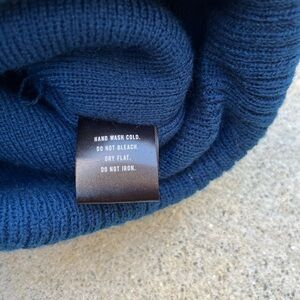 HAND WASH COLD.
DO NOT BLEACH.
DRY FLAT.
DO NOT IRON.